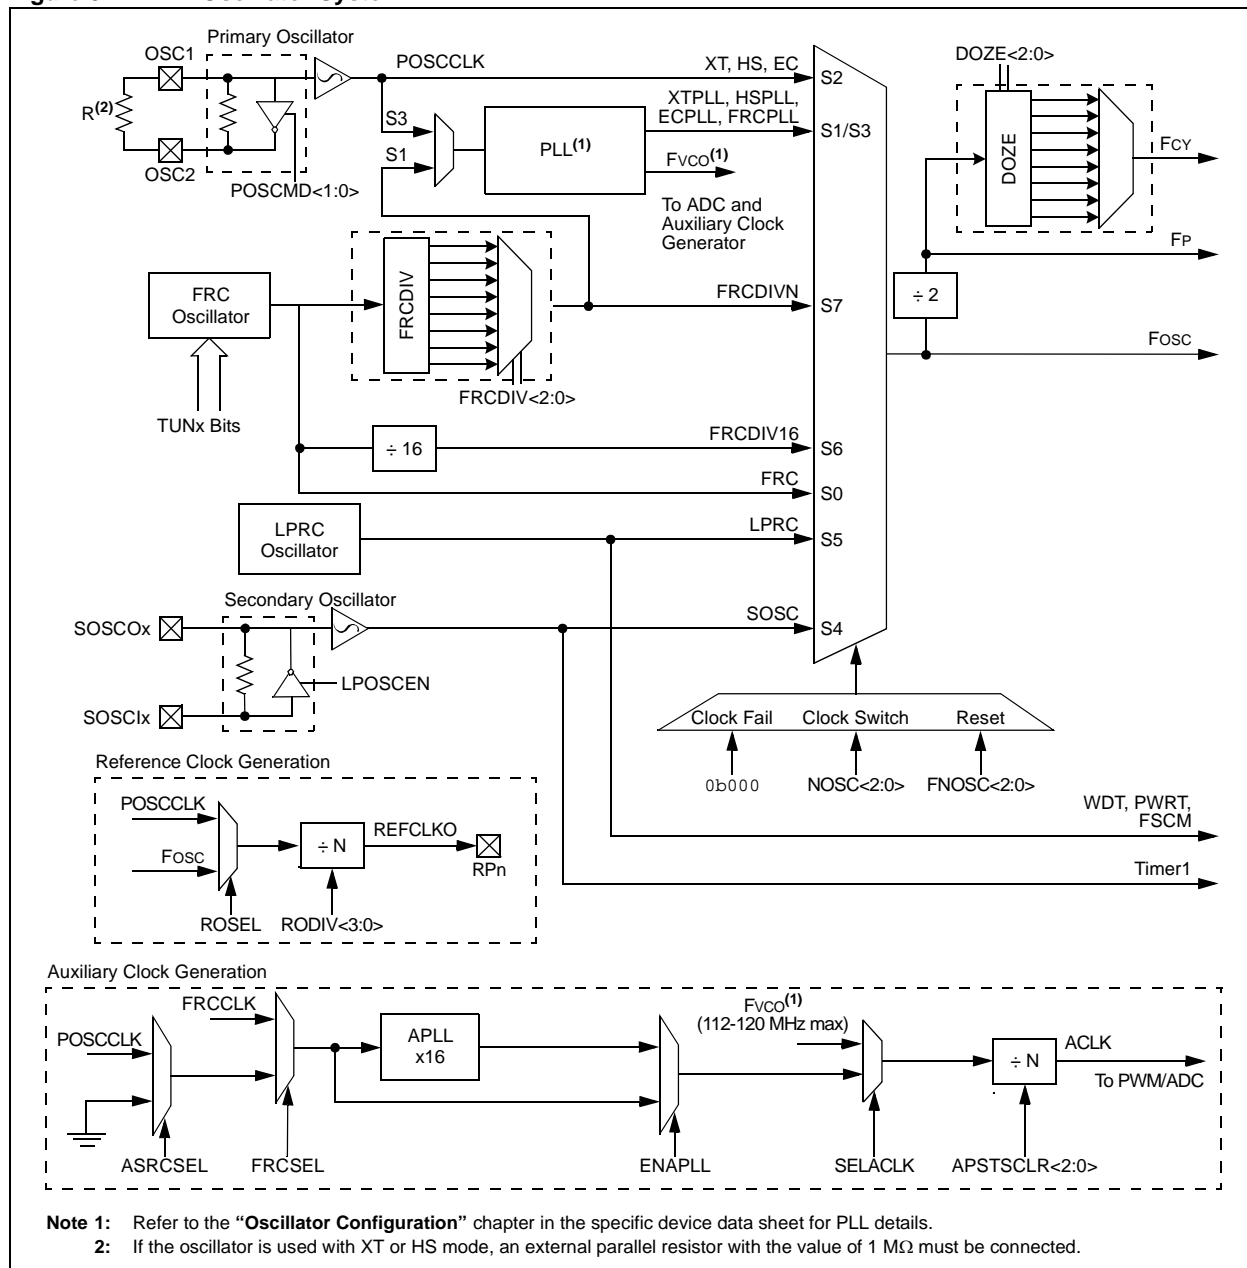 Primary Oscillator
OSC1
R(2)
OSC2
POSCMD<1:0>
POSCCLK
S3
S1
PLL(1)
XT, HS, EC
XTPLL, HSPLL,
ECPLL, FRCPLL
FVCO(1)
To ADC and
Auxiliary Clock
Generator
S2
S1/S3
DOZE<2:0>
DOZE
FCY
FP
÷ 2
FOSC
FRC
Oscillator
TUNx Bits
FRCDIV
FRCDIV<2:0>
FRCDIVN
S7
÷ 16
FRCDIV16
S6
FRC
S0
LPRC
Oscillator
LPRC
S5
Secondary Oscillator
SOSCOx
SOSCIx
LPOSCEN
SOSC
S4
Clock Fail
Clock Switch
Reset
0b000
NOSC<2:0>
FNOSC<2:0>
WDT, PWRT,
FSCM
Timer1
Reference Clock Generation
POSCCLK
FOSC
÷ N
REFCLKO
RPn
ROSEL
RODIV<3:0>
Auxiliary Clock Generation
FRCCLK
POSCCLK
APLL
x16
FVCO(1)
(112-120 MHz max)
÷ N
ACLK
To PWM/ADC
ASRCSEL
FRCSEL
ENAPLL
SELACLK
APSTSCLR<2:0>
Note 1: Refer to the “Oscillator Configuration” chapter in the specific device data sheet for PLL details.
2: If the oscillator is used with XT or HS mode, an external parallel resistor with the value of 1 MΩ must be connected.